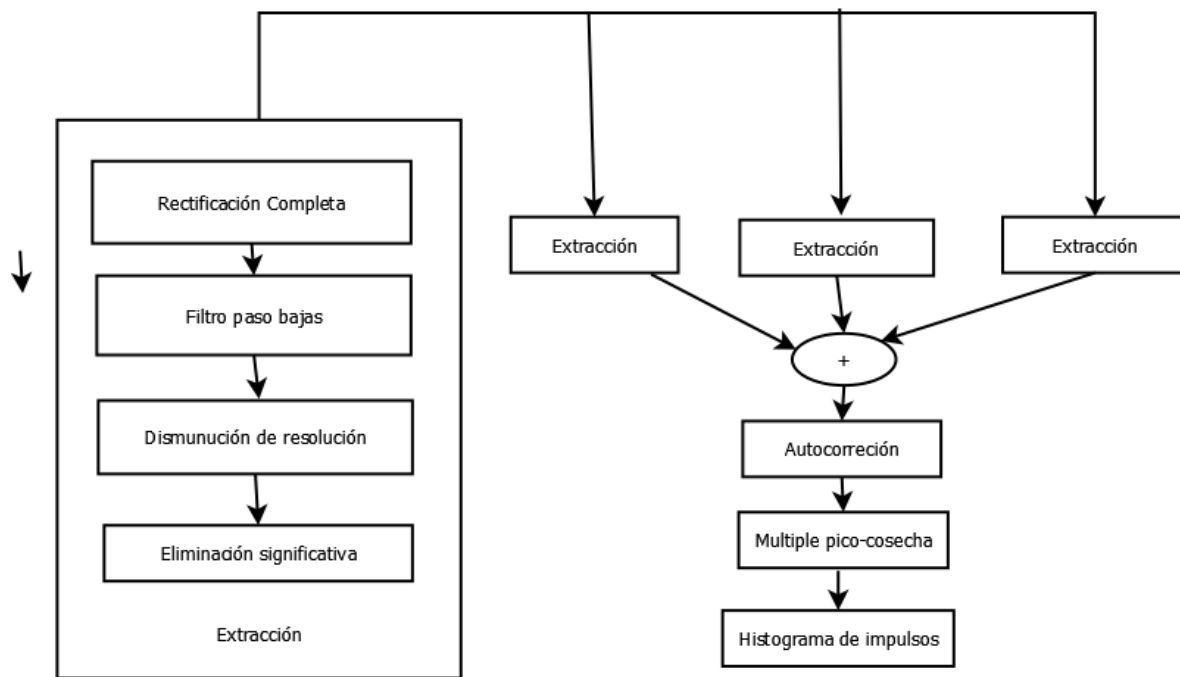 Rectificación Completa
Filtro paso bajas
Dismunución de resolución
Eliminación significativa
Extracción
Extracción
Extracción
Extracción
+
Autocorreción
Multiple pico-cosecha
Histograma de impulsos